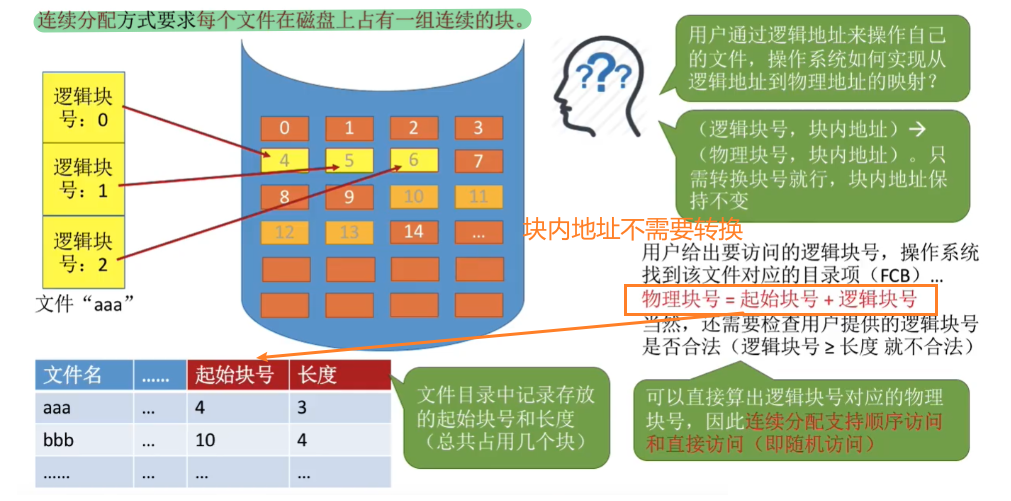 连续分配方式要求每个文件在磁盘上占有一组连续的块。
逻辑块
号：0
逻辑块
号：1
逻辑块
号：2
文件“aaa”
0 1 2 3
4 5 6 7
8 9 10 11
12 13 14 ...
???
用户通过逻辑地址来操作自己
的文件，操作系统如何实现从
逻辑地址到物理地址的映射？
（逻辑块号，块内地址）→
（物理块号，块内地址）。只
需转换块号就行，块内地址保
持不变
块内地址不需要转换
用户给出要访问的逻辑块号，操作系统
找到该文件对应的目录项（FCB）...
物理块号 = 起始块号 + 逻辑块号
当然，还需要检查用户提供的逻辑块号
是否合法（逻辑块号 ≥ 长度 就不合法）
文件名 …… 起始块号 长度
aaa ... 4 3
bbb ... 10 4
…… ... ... ...
文件目录中记录存放
的起始块号和长度
（总共占用几个块）
可以直接算出逻辑块号对应的物理
块号，因此连续分配支持顺序访问
和直接访问（即随机访问）